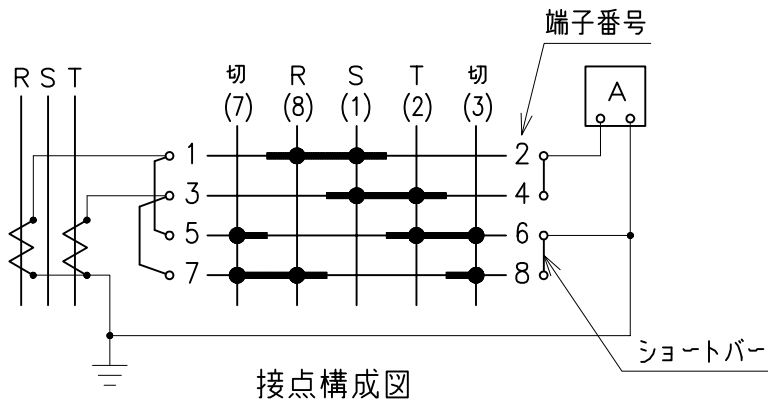 端子番号
R S T
切 R S T 切
(7) (8) (1) (2) (3)
A
1 2
3 4
5 6
7 8
ショートバー
接点構成図